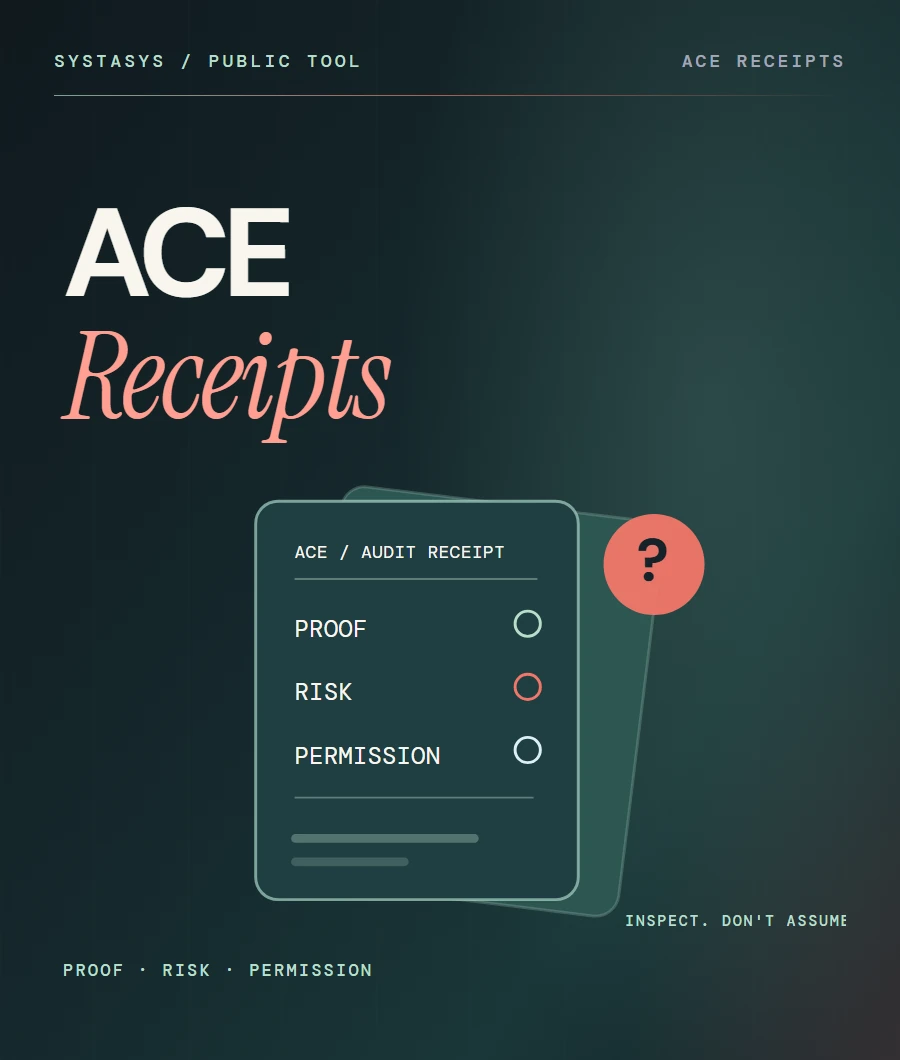 SYSTASYS / PUBLIC TOOL
ACE RECEIPTS
ACE
Receipts
ACE / AUDIT RECEIPT
?
PROOF
RISK
PERMISSION
INSPECT. DON'T ASSUME
PROOF · RISK · PERMISSION